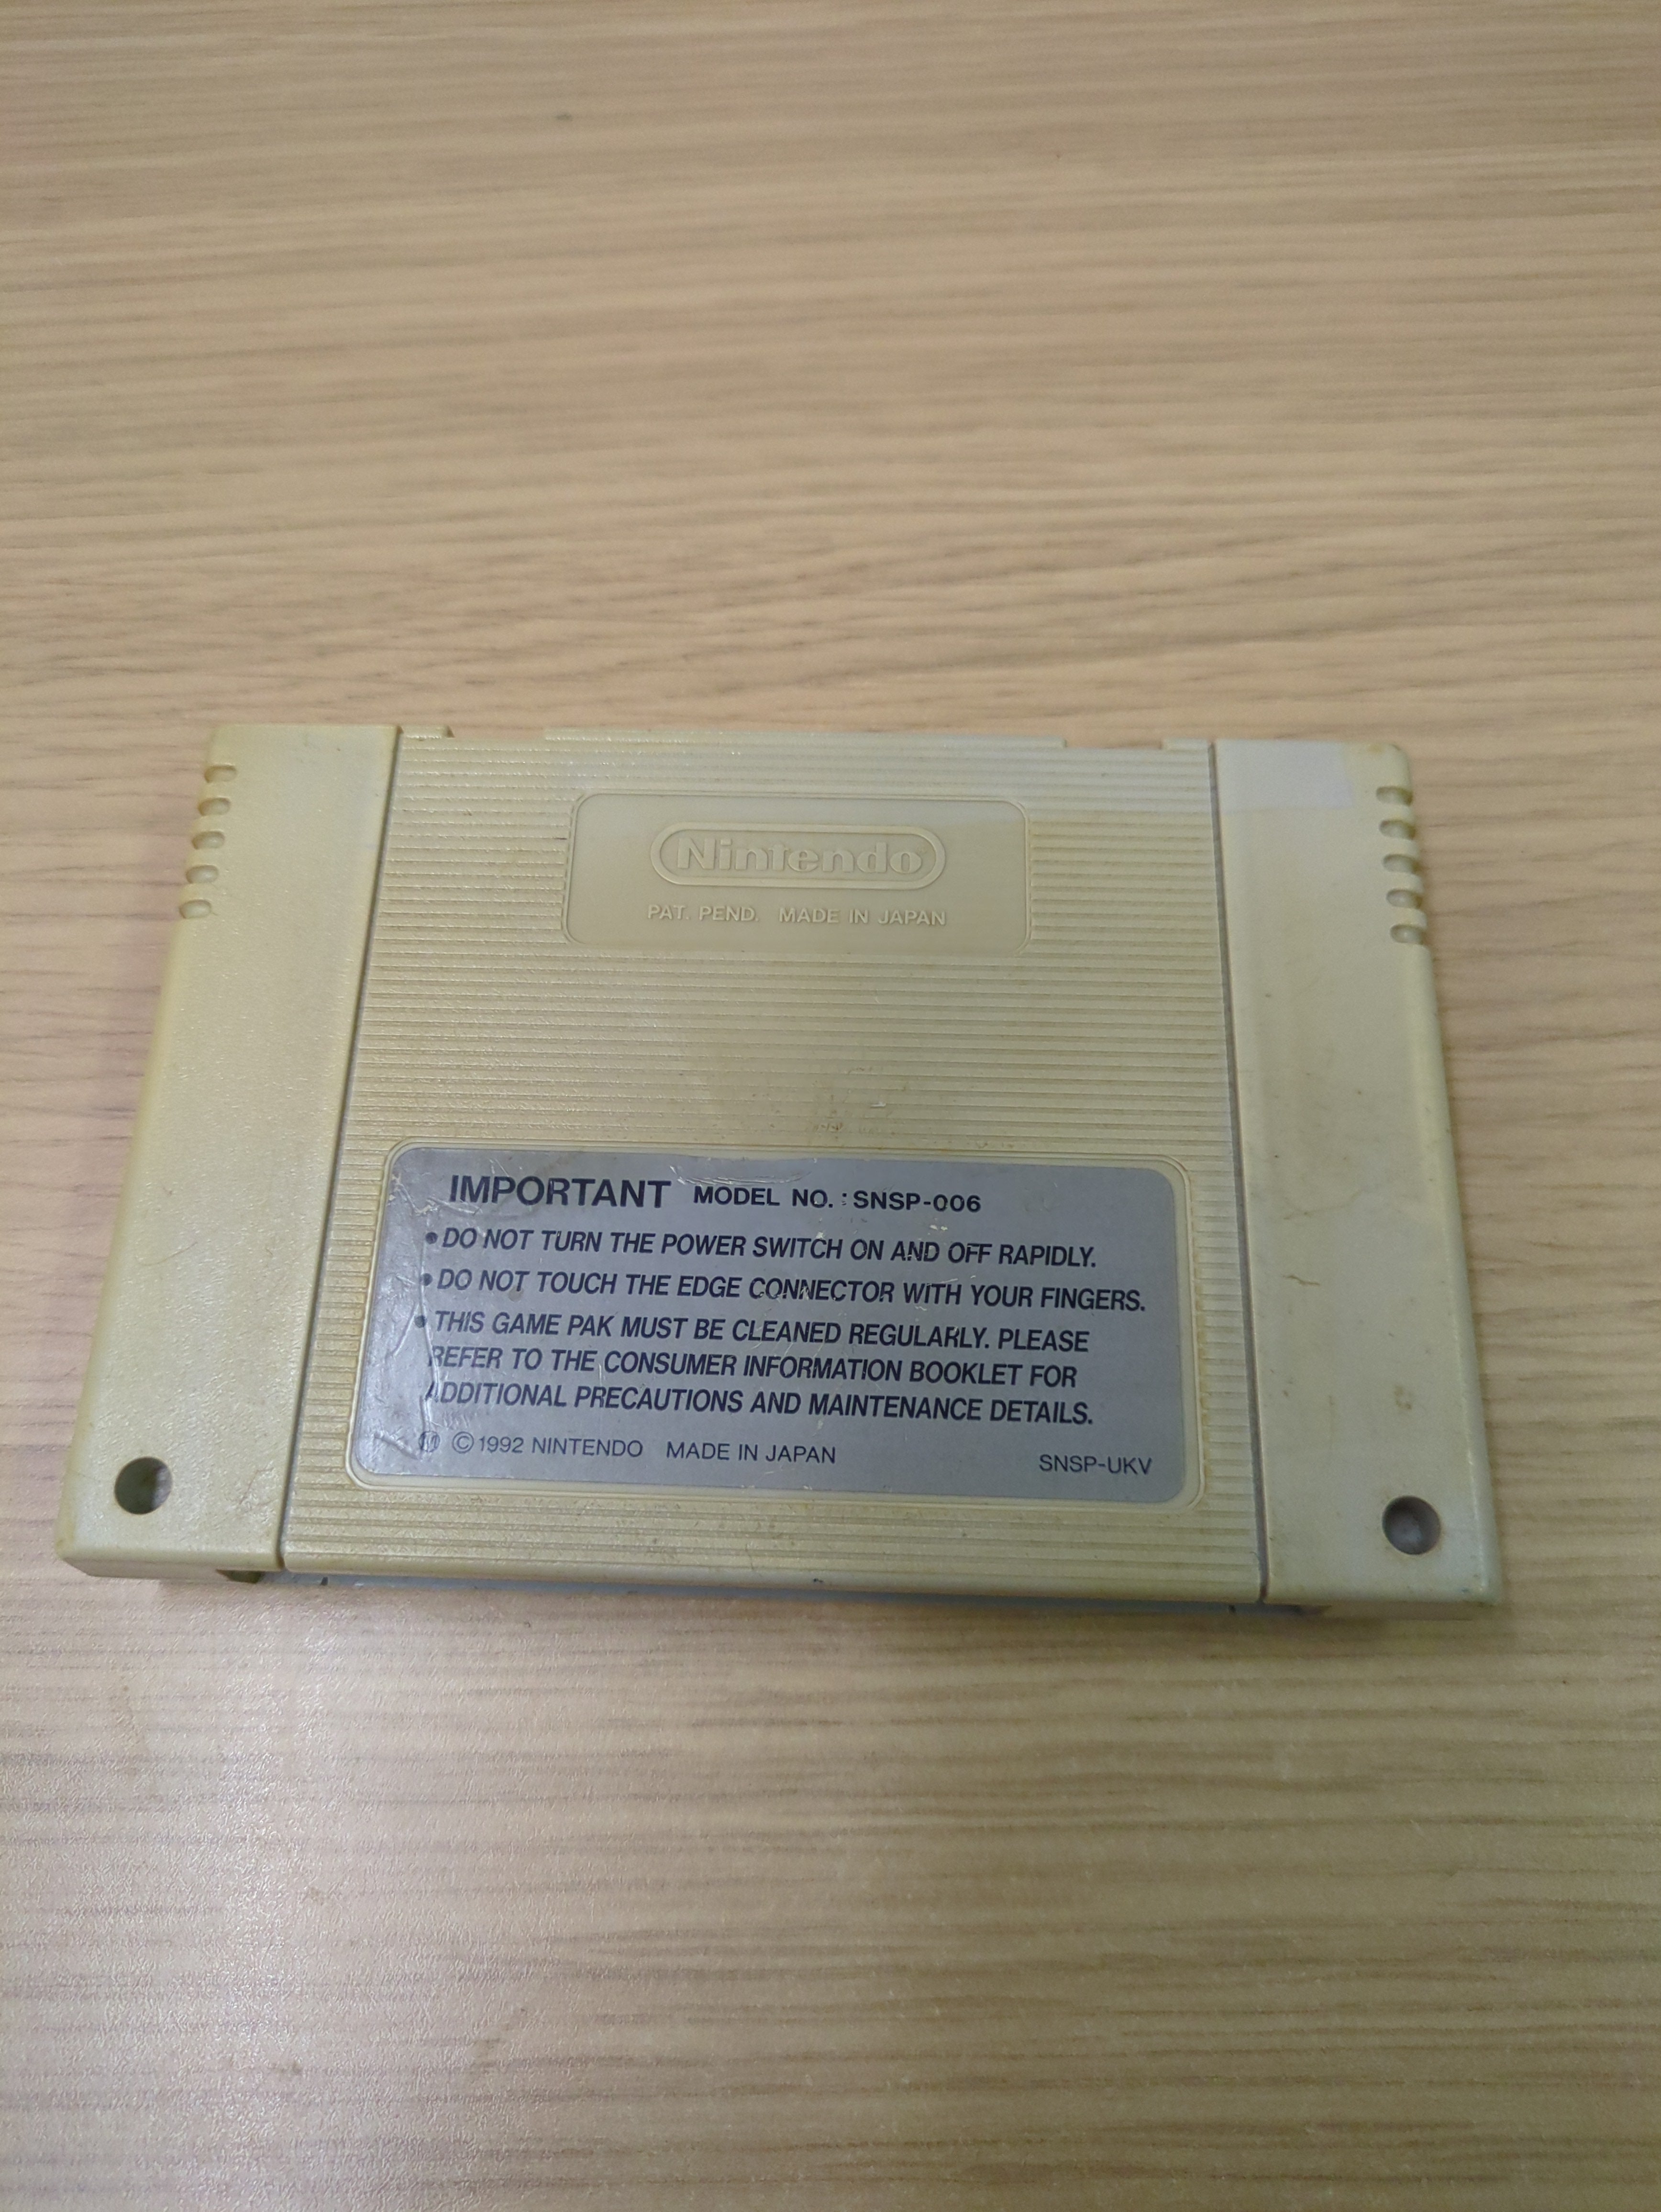 Nintendo
PAT. PEND. MADE IN JAPAN
IMPORTANT MODEL NO. : SNSP-006
• DO NOT TURN THE POWER SWITCH ON AND OFF RAPIDLY.
• DO NOT TOUCH THE EDGE CONNECTOR WITH YOUR FINGERS.
• THIS GAME PAK MUST BE CLEANED REGULARLY. PLEASE
REFER TO THE CONSUMER INFORMATION BOOKLET FOR
ADDITIONAL PRECAUTIONS AND MAINTENANCE DETAILS.
Ⓜ ©1992 NINTENDO MADE IN JAPAN SNSP-UKV